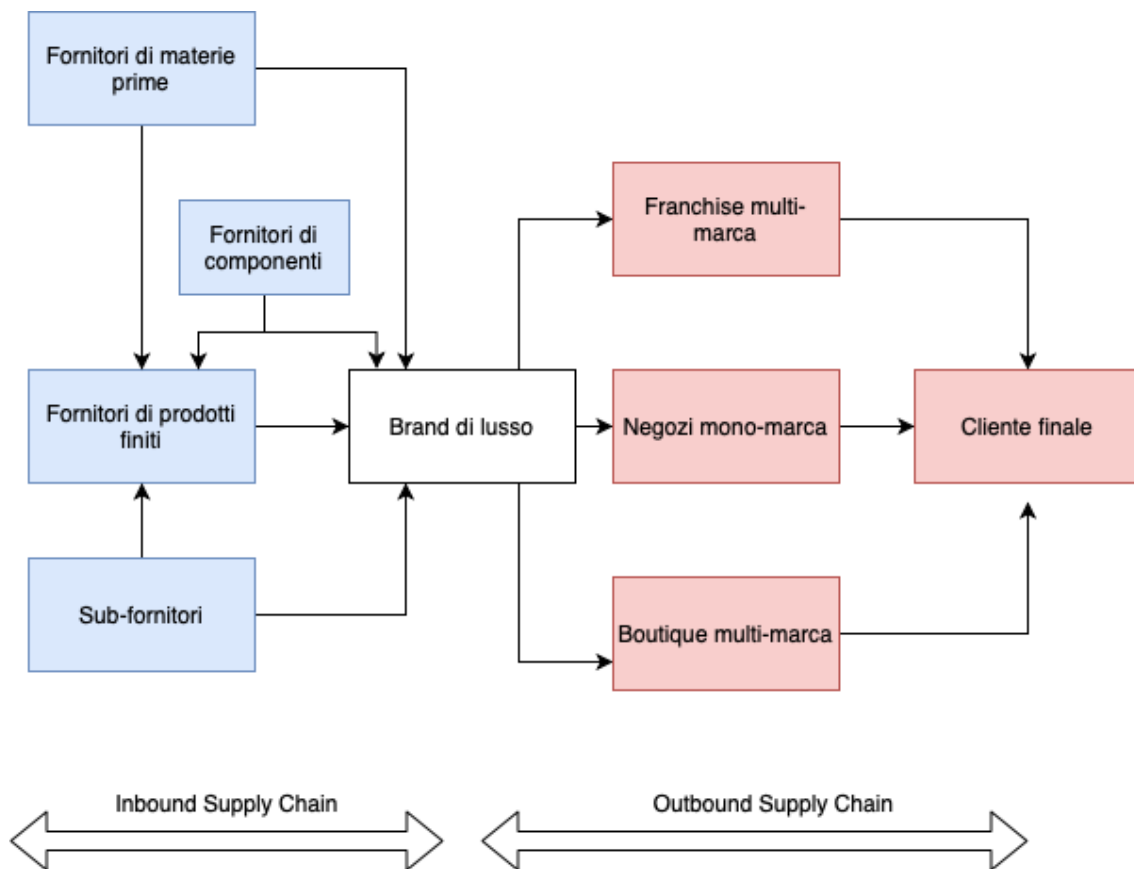 Fornitori di materie
prime
Franchise multi-
marca
Fornitori di
componenti
Fornitori di prodotti
finiti
Brand di lusso
Negozi mono-marca
Cliente finale
Sub-fornitori
Boutique multi-marca
Inbound Supply Chain
Outbound Supply Chain